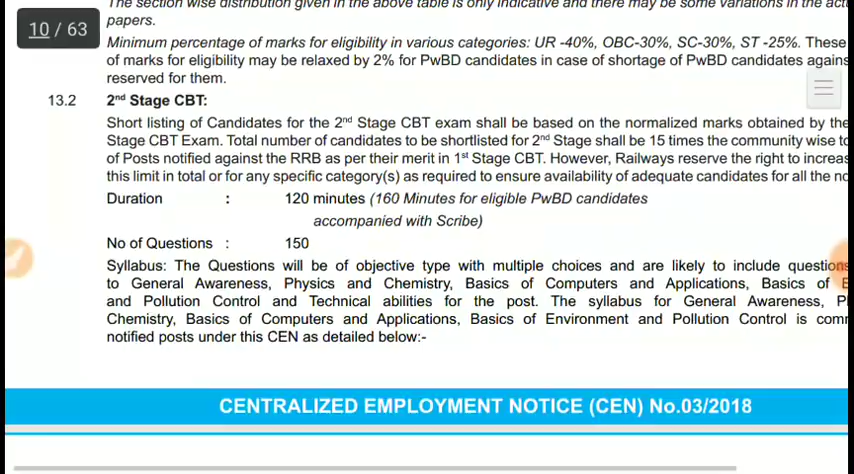 The section wise distribution given in the above table is only indicative and there may be some variations in the actu
10 / 63
papers.
Minimum percentage of marks for eligibility in various categories: UR -40%, OBC-30%, SC-30%, ST -25%. These
of marks for eligibility may be relaxed by 2% for PwBD candidates in case of shortage of PwBD candidates agains
reserved for them.
13.2 2nd Stage CBT:
Short listing of Candidates for the 2nd Stage CBT exam shall be based on the normalized marks obtained by the
Stage CBT Exam. Total number of candidates to be shortlisted for 2nd Stage shall be 15 times the community wise to
of Posts notified against the RRB as per their merit in 1st Stage CBT. However, Railways reserve the right to increas
this limit in total or for any specific category(s) as required to ensure availability of adequate candidates for all the no
Duration : 120 minutes (160 Minutes for eligible PwBD candidates
accompanied with Scribe)
No of Questions : 150
Syllabus: The Questions will be of objective type with multiple choices and are likely to include questions
to General Awareness, Physics and Chemistry, Basics of Computers and Applications, Basics of E
and Pollution Control and Technical abilities for the post. The syllabus for General Awareness, P
Chemistry, Basics of Computers and Applications, Basics of Environment and Pollution Control is com
notified posts under this CEN as detailed below:-
CENTRALIZED EMPLOYMENT NOTICE (CEN) No.03/2018